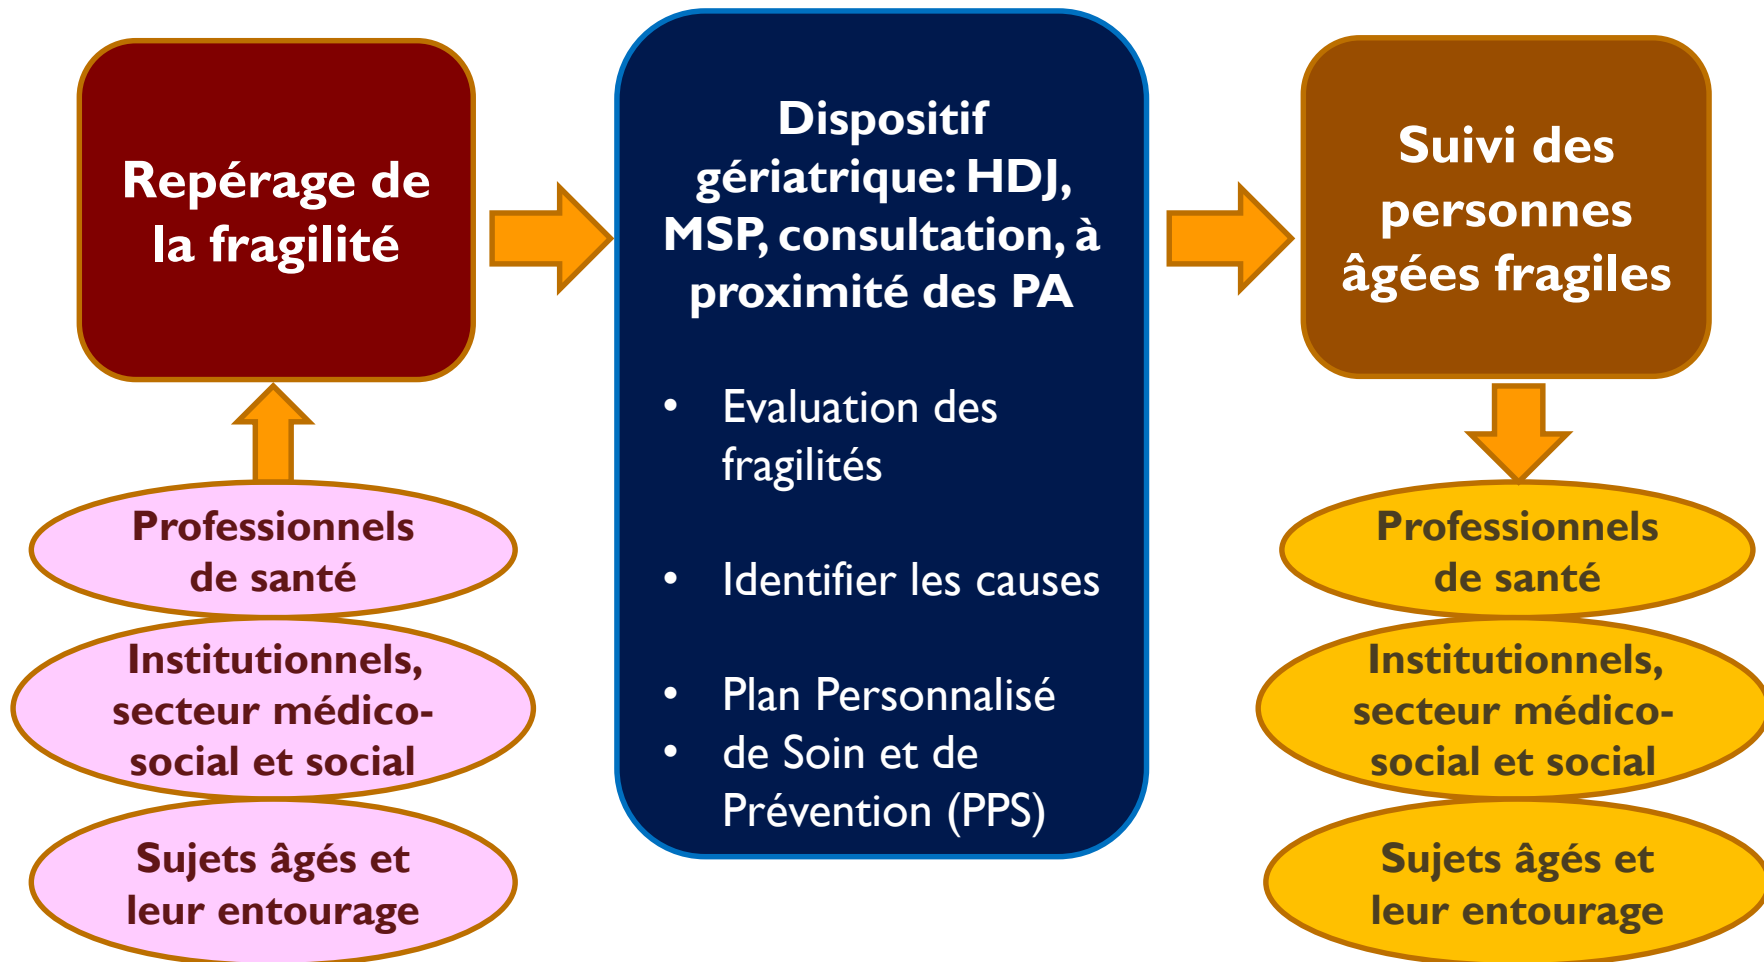 Repérage de
la fragilité
Professionnels
de santé
Institutionnels,
secteur médico-
social et social
Sujets âgés et
leur entourage
Dispositif
gériatrique: HDJ,
MSP, consultation, à
proximité des PA
• Evaluation des
fragilités
• Identifier les causes
• Plan Personnalisé
• de Soin et de
Prévention (PPS)
Suivi des
personnes
âgées fragiles
Professionnels
de santé
Institutionnels,
secteur médico-
social et social
Sujets âgés et
leur entourage